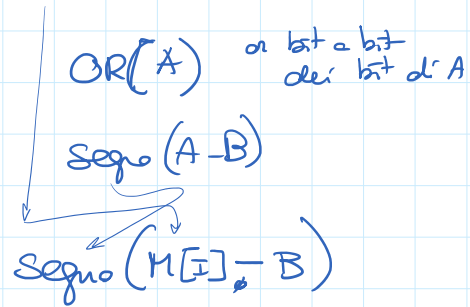 OR(A) or bit a bit
dei bit di A
segno (A-B)
segno (M[I] - B)